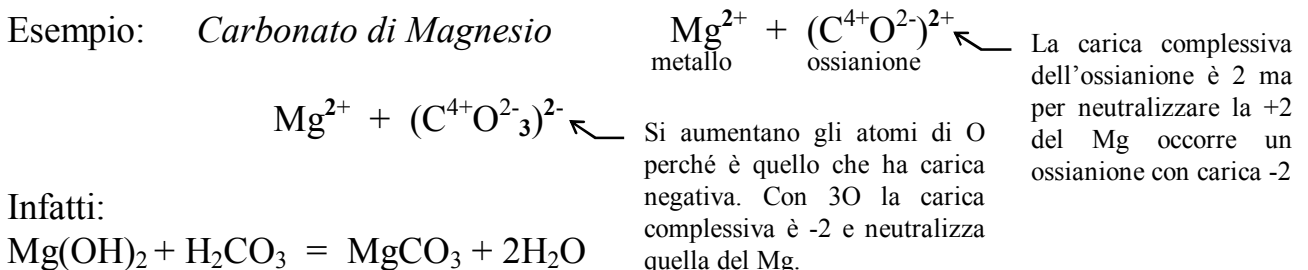 Esempio: Carbonato di Magnesio Mg²⁺ + (C⁴⁺O²⁻)²⁺
metallo ossianione
La carica complessiva
dell’ossianione è 2 ma
per neutralizzare la +2
del Mg occorre un
ossianione con carica -2
Mg²⁺ + (C⁴⁺O²⁻₃)²⁻
Si aumentano gli atomi di O
perché è quello che ha carica
negativa. Con 3O la carica
complessiva è -2 e neutralizza
quella del Mg.
Infatti:
Mg(OH)₂ + H₂CO₃ = MgCO₃ + 2H₂O